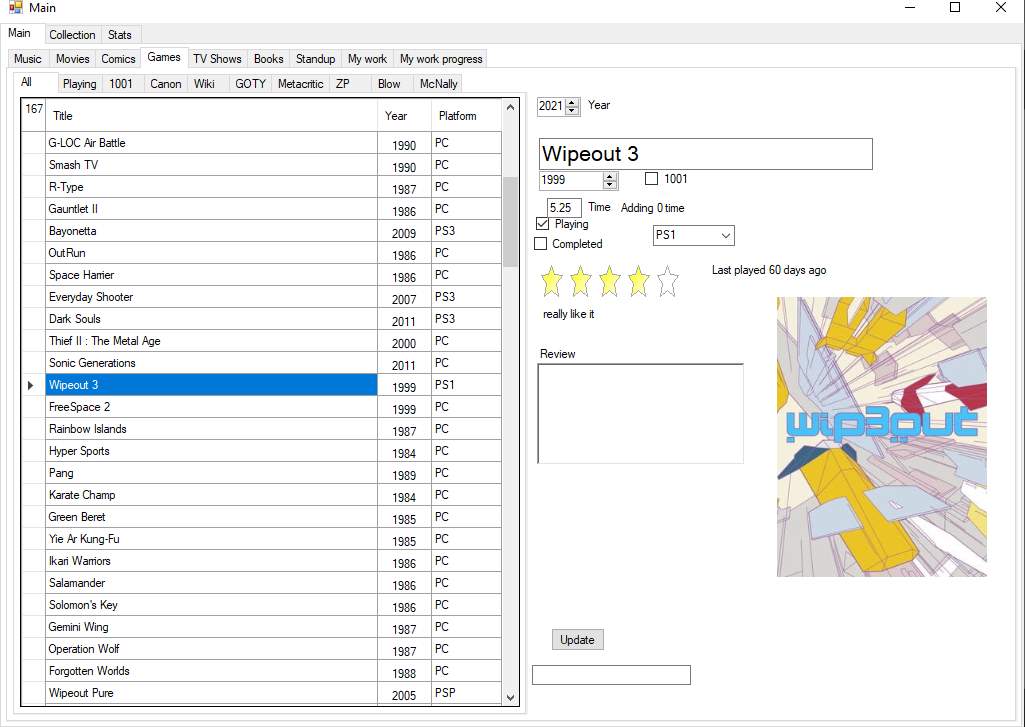 Main
Main Collection Stats
Music Movies Comics Games TV Shows Books Standup My work My work progress
All Playing 1001 Canon Wiki GOTY Metacritic ZP Blow McNally
167 Title Year Platform
G-LOC Air Battle 1990 PC
Smash TV 1990 PC
R-Type 1987 PC
Gauntlet II 1986 PC
Bayonetta 2009 PS3
OutRun 1986 PC
Space Harrier 1986 PC
Everyday Shooter 2007 PS3
Dark Souls 2011 PS3
Thief II : The Metal Age 2000 PC
Sonic Generations 2011 PC
Wipeout 3 1999 PS1
FreeSpace 2 1999 PC
Rainbow Islands 1987 PC
Hyper Sports 1984 PC
Pang 1989 PC
Karate Champ 1984 PC
Green Beret 1985 PC
Yie Ar Kung-Fu 1985 PC
Ikari Warriors 1986 PC
Salamander 1986 PC
Solomon's Key 1986 PC
Gemini Wing 1987 PC
Operation Wolf 1987 PC
Forgotten Worlds 1988 PC
Wipeout Pure 2005 PSP
2021 Year
Wipeout 3
1999 1001
5.25 Time Adding 0 time
Playing
PS1
Completed
Last played 60 days ago
really like it
Review
wip3out
Update